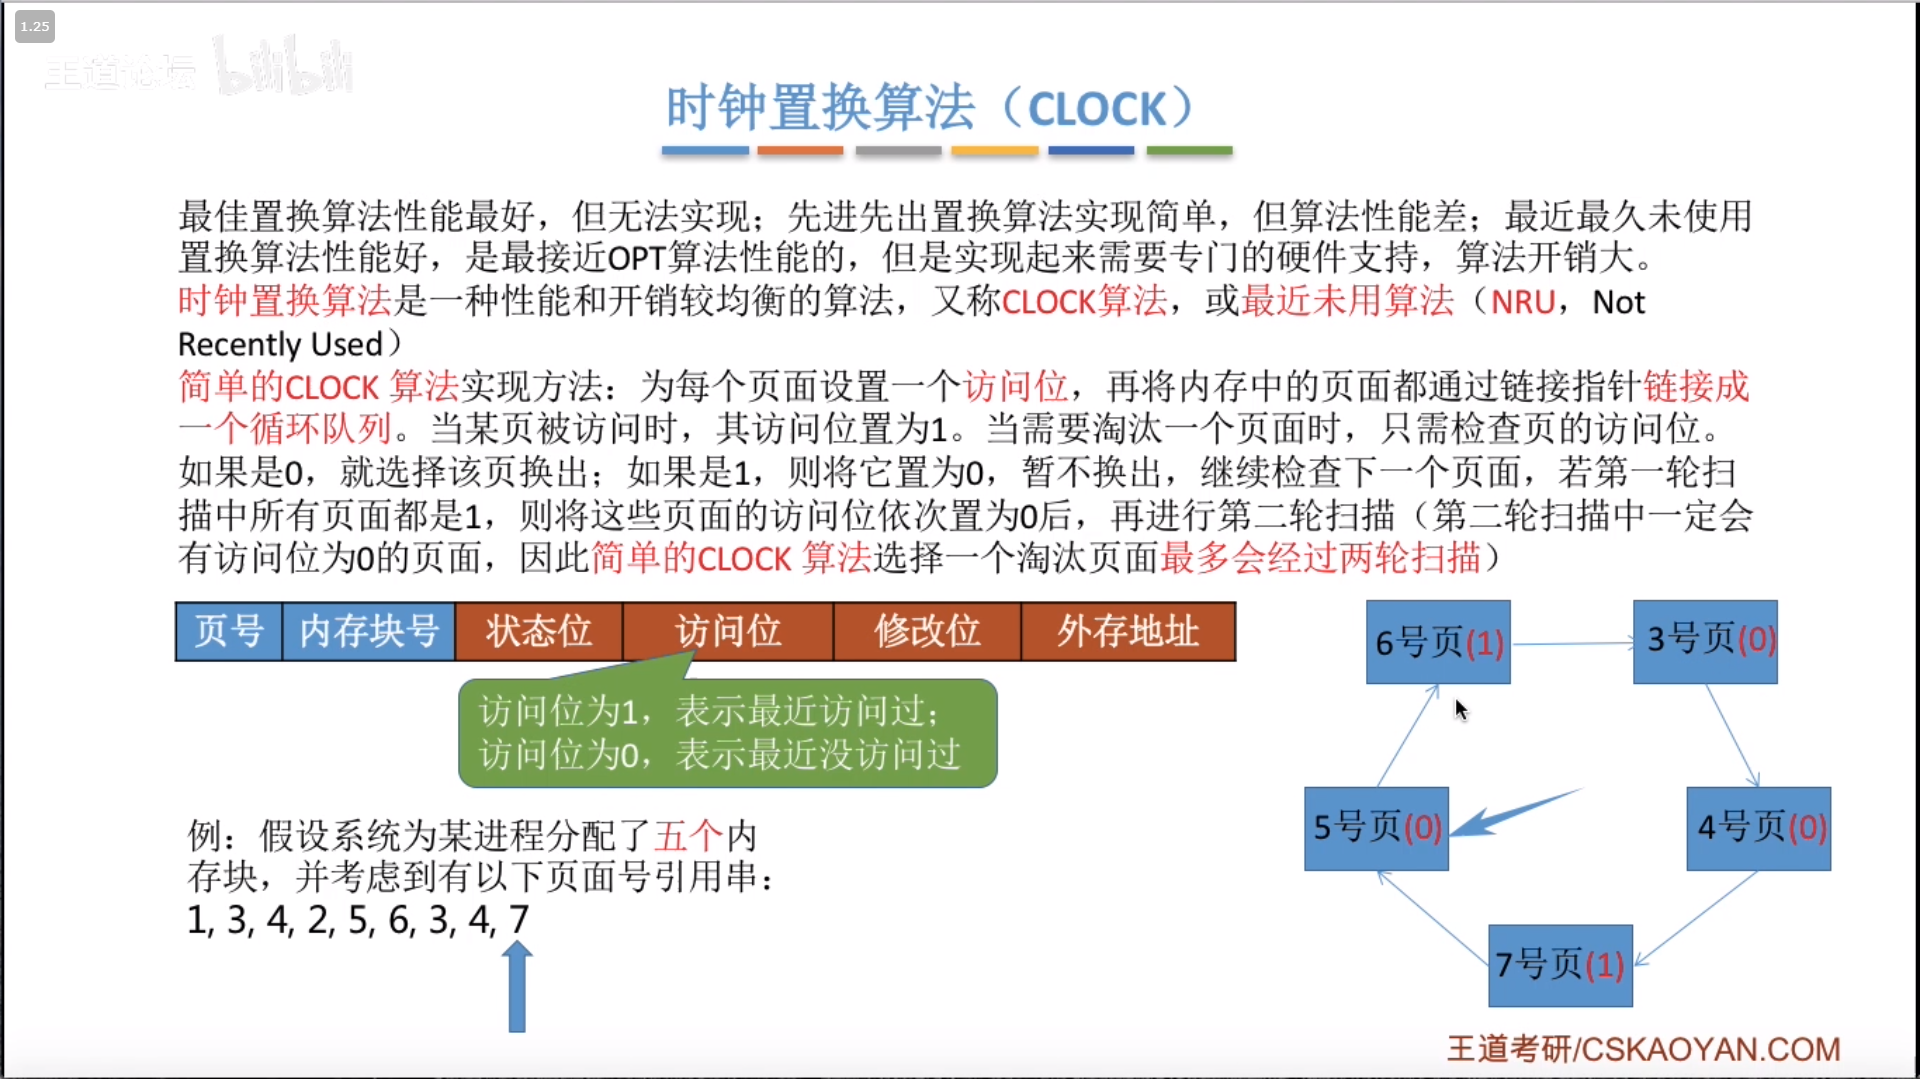 1.25
王道论坛 bilibili
时钟置换算法（CLOCK）
最佳置换算法性能最好，但无法实现；先进先出置换算法实现简单，但算法性能差；最近最久未使用
置换算法性能好，是最接近OPT算法性能的，但是实现起来需要专门的硬件支持，算法开销大。
时钟置换算法是一种性能和开销较均衡的算法，又称CLOCK算法，或最近未用算法（NRU，Not
Recently Used）
简单的CLOCK 算法实现方法：为每个页面设置一个访问位，再将内存中的页面都通过链接指针链接成
一个循环队列。当某页被访问时，其访问位置为1。当需要淘汰一个页面时，只需检查页的访问位。
如果是0，就选择该页换出；如果是1，则将它置为0，暂不换出，继续检查下一个页面，若第一轮扫
描中所有页面都是1，则将这些页面的访问位依次置为0后，再进行第二轮扫描（第二轮扫描中一定会
有访问位为0的页面，因此简单的CLOCK 算法选择一个淘汰页面最多会经过两轮扫描）
页号 内存块号 状态位 访问位 修改位 外存地址
访问位为1，表示最近访问过；
访问位为0，表示最近没访问过
例：假设系统为某进程分配了五个内
存块，并考虑到有以下页面号引用串：
1, 3, 4, 2, 5, 6, 3, 4, 7
6号页(1)
3号页(0)
5号页(0)
4号页(0)
7号页(1)
王道考研/CSKAOYAN.COM